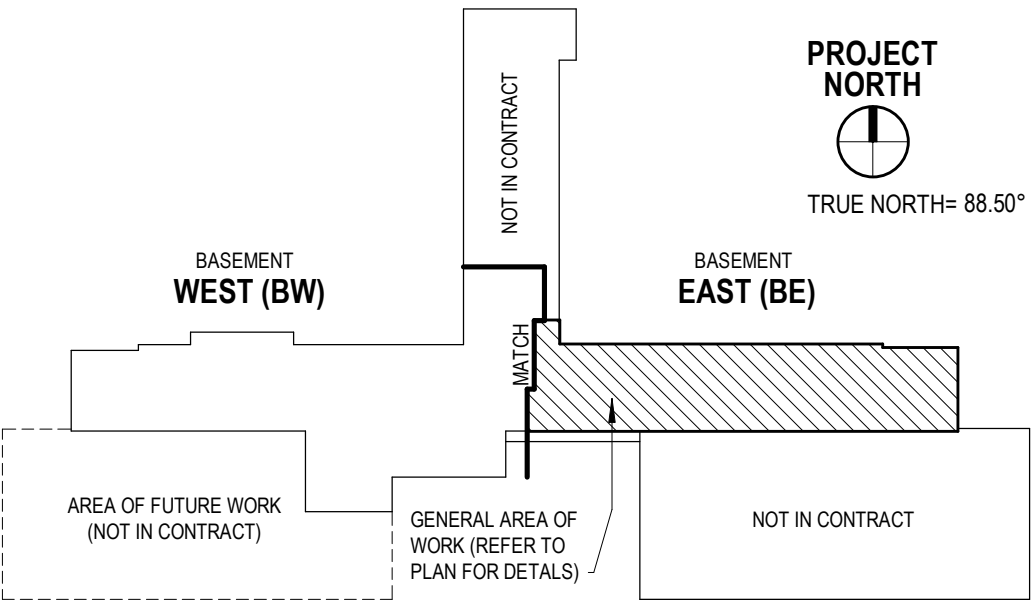 PROJECT
NORTH
TRUE NORTH= 88.50°
NOT IN CONTRACT
BASEMENT
WEST (BW)
BASEMENT
EAST (BE)
MATCH
AREA OF FUTURE WORK
(NOT IN CONTRACT)
GENERAL AREA OF
WORK (REFER TO
PLAN FOR DETALS)
NOT IN CONTRACT